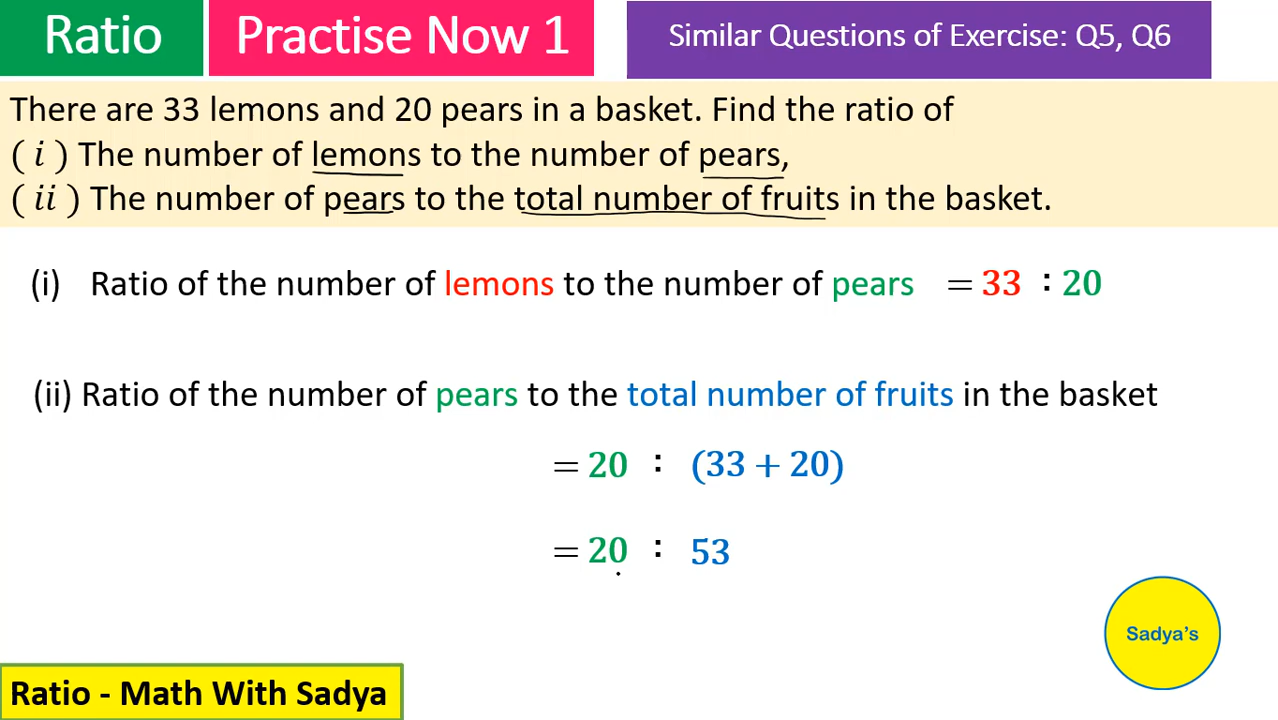 Ratio
Practise Now 1
Similar Questions of Exercise: Q5, Q6
There are 33 lemons and 20 pears in a basket. Find the ratio of
( i ) The number of lemons to the number of pears,
( ii ) The number of pears to the total number of fruits in the basket.
(i) Ratio of the number of lemons to the number of pears = 33 : 20
(ii) Ratio of the number of pears to the total number of fruits in the basket
= 20 : (33 + 20)
= 20 : 53
Sadya's
Ratio - Math With Sadya